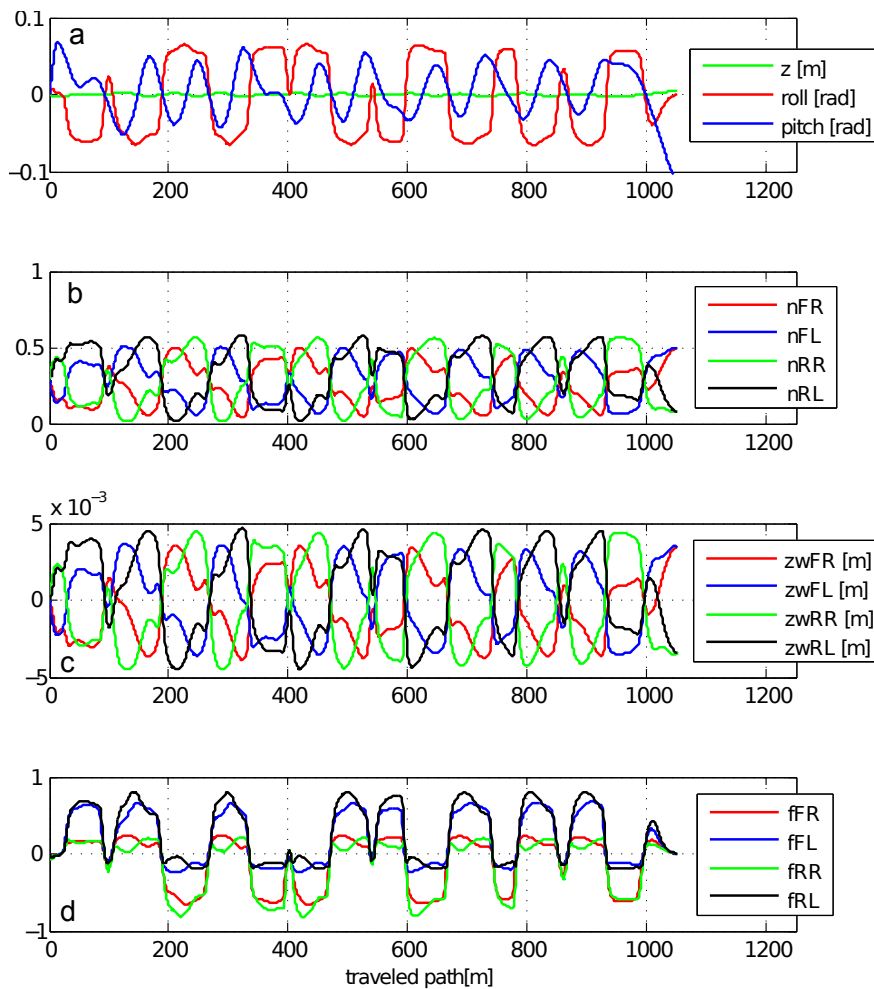 0.1
a
0
−0.1
z [m]
roll [rad]
pitch [rad]
0 200 400 600 800 1000 1200
1
b
0.5
0
nFR
nFL
nRR
nRL
0 200 400 600 800 1000 1200
x 10⁻³
5
0
−5
c
zwFR [m]
zwFL [m]
zwRR [m]
zwRL [m]
0 200 400 600 800 1000 1200
1
0
−1
d
fFR
fFL
fRR
fRL
0 200 400 600 800 1000 1200
traveled path[m]